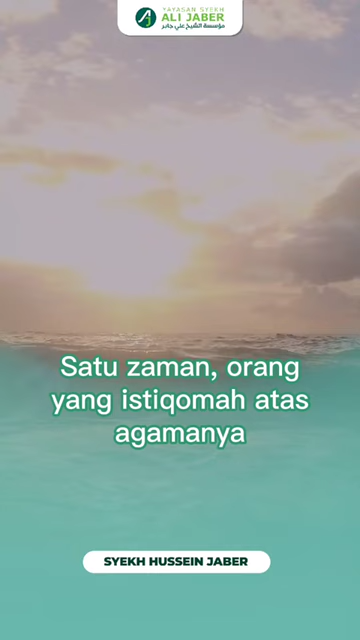 YAYASAN SYEKH
ALI JABER
مؤسسة الشيخ علي جابر
Satu zaman, orang
yang istiqomah atas
agamanya
SYEKH HUSSEIN JABER